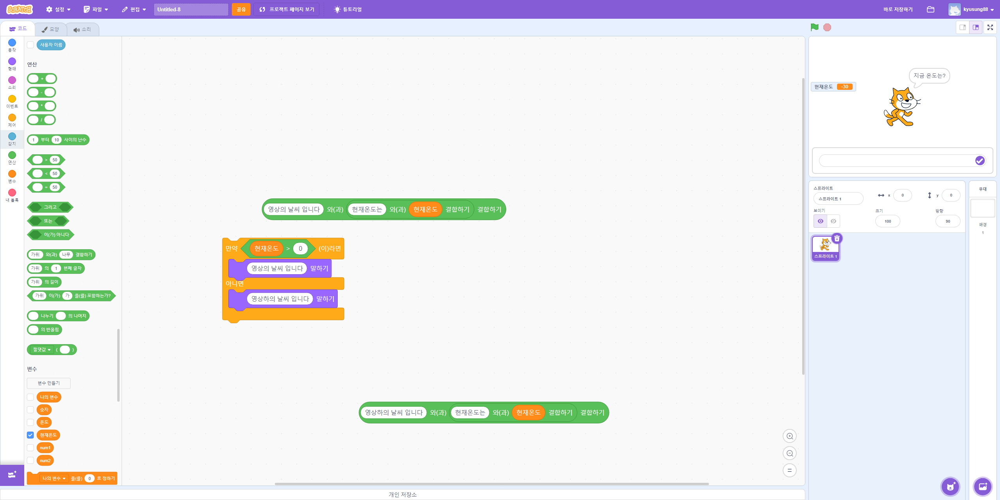 SCRATCH
설정
파일
편집
Untitled-8
공유
프로젝트 페이지 보기
튜토리얼
바로 저장하기
kyusung88
코드
모양
소리
동작
형태
소리
이벤트
제어
감지
연산
변수
내 블록
사용자 이름
연산
+
-
*
/
1 부터 10 사이의 난수
> 50
< 50
= 50
그리고
또는
이(가) 아니다
가위 와(과) 나무 결합하기
가위 의 1 번째 글자
가위 의 길이
가위 이(가) 가 을(를) 포함하는가?
나누기 의 나머지
의 반올림
절댓값 ( )
변수
변수 만들기
나의 변수
숫자
온도
현재온도
num1
num2
나의 변수 을(를) 0 로 정하기
영상의 날씨 입니다 와(과) 현재온도는 와(과) 현재온도 결합하기 결합하기
만약 현재온도 > 0 (이)라면
영상의 날씨 입니다 말하기
아니면
영상하의 날씨 입니다 말하기
영상하의 날씨 입니다 와(과) 현재온도는 와(과) 현재온도 결합하기 결합하기
개인 저장소
지금 온도는?
현재온도 -30
스프라이트
스프라이트 1
x 0
y 0
보이기
크기
100
방향
90
스프라이트 1
무대
배경
1